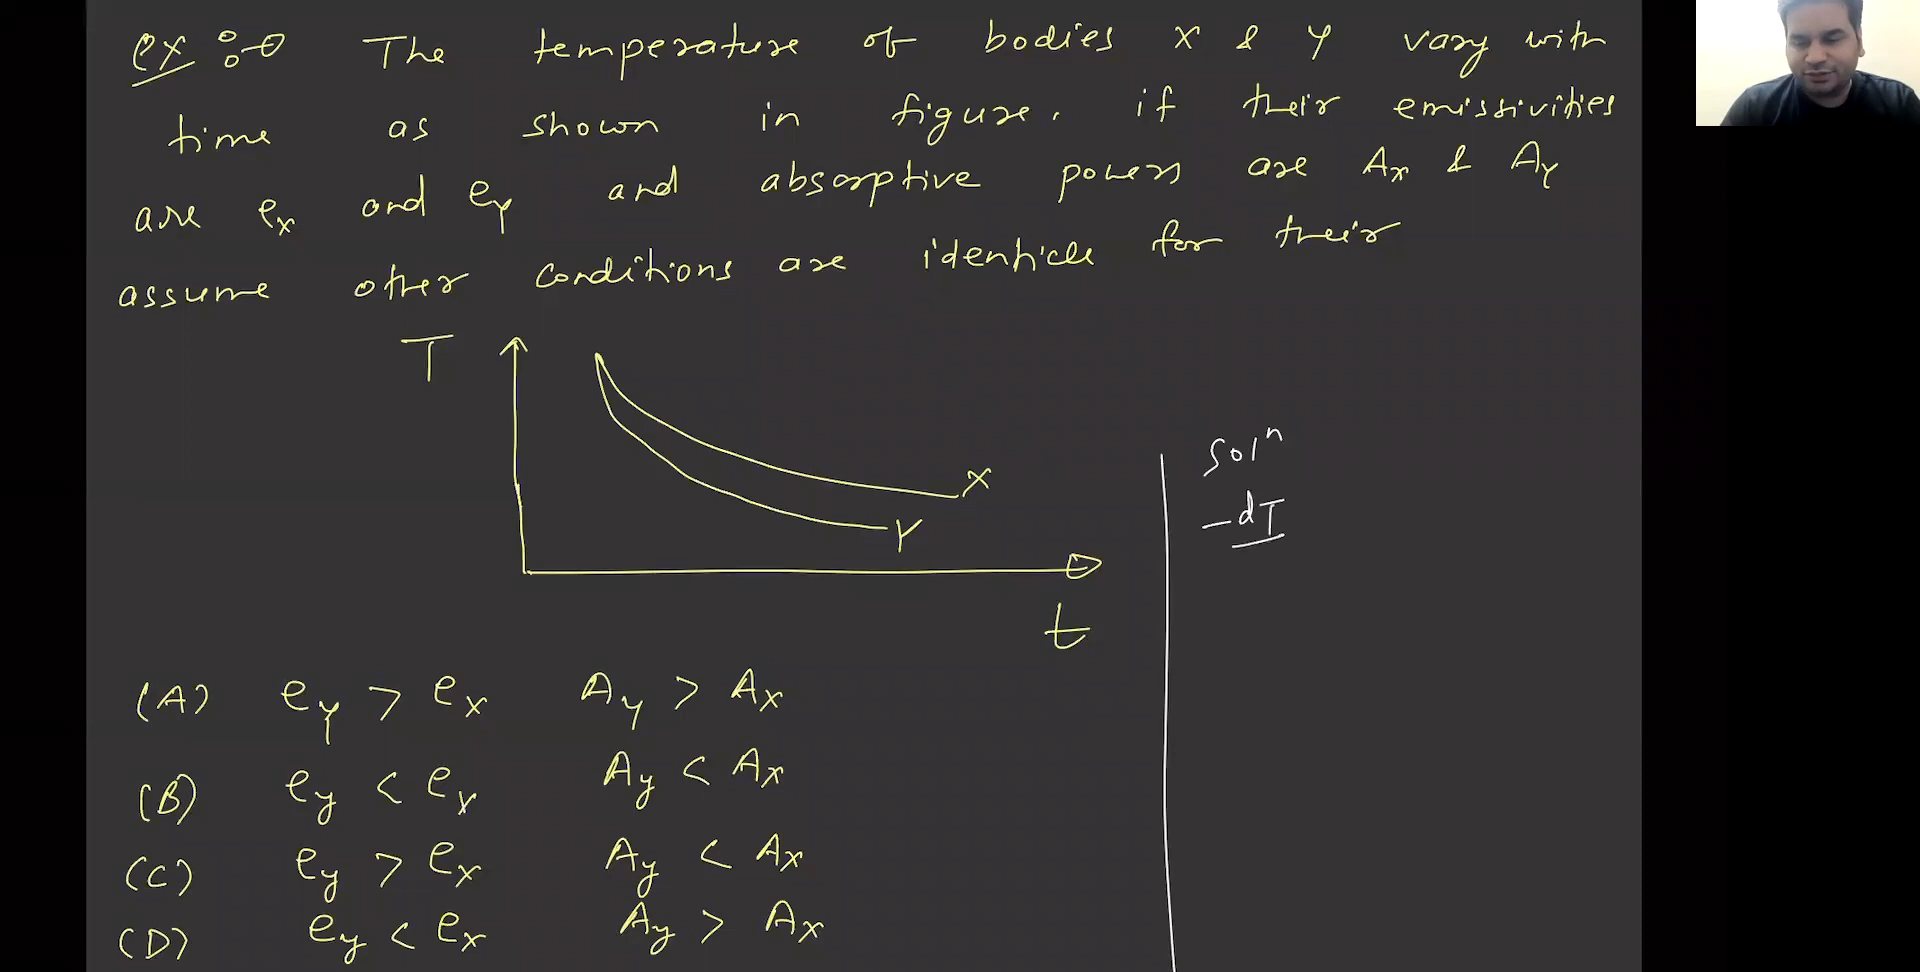 ex :- The temperature of bodies X & Y vary with
time as shown in figure. if their emissivities
are ex and eY and absorptive powers are Ax & AY
assume other conditions are identicle for their
T
X
Y
t
Solⁿ
-dT
(A) eY > ex AY > Ax
(B) ey < ex Ay < Ax
(C) ey > ex Ay < Ax
(D) ey < ex Ay > Ax